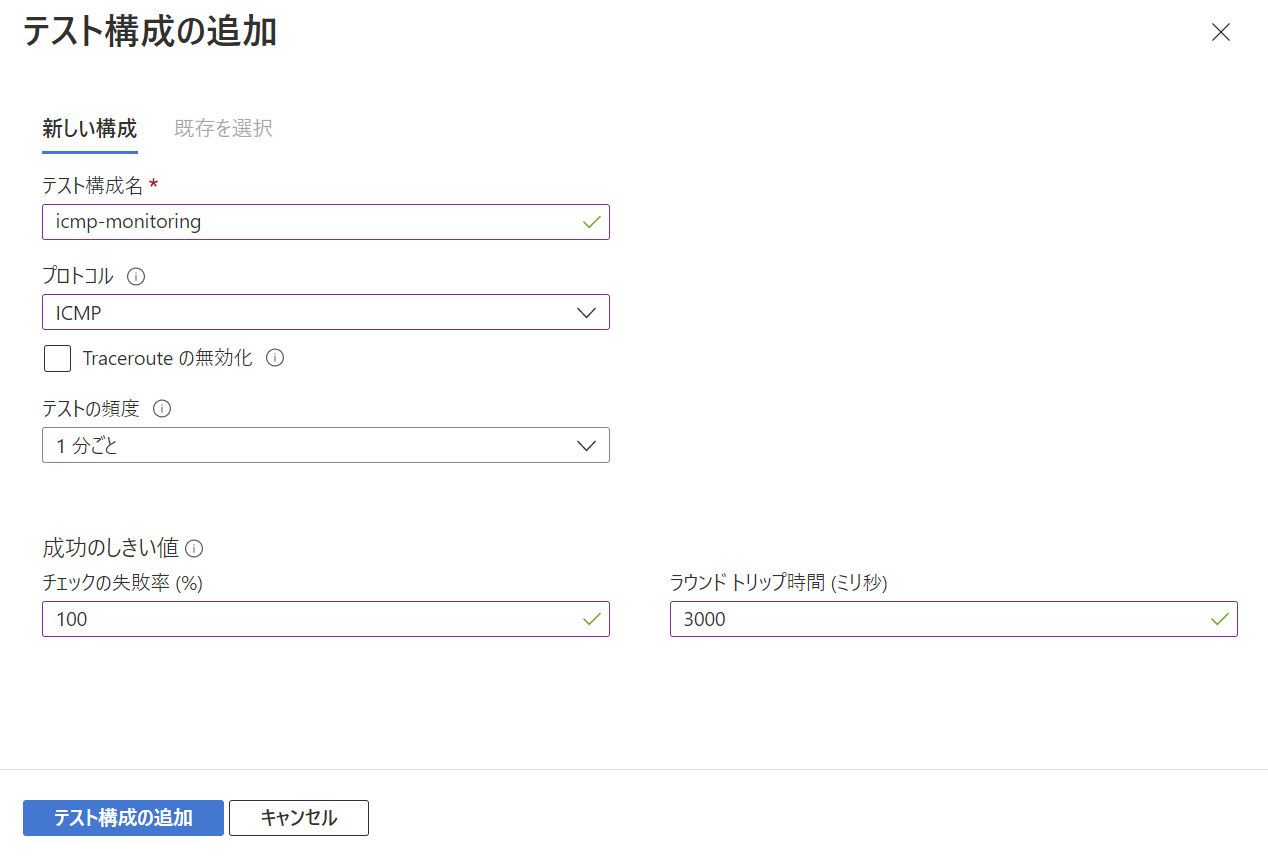 テスト構成の追加
新しい構成
既存を選択
テスト構成名 *
icmp-monitoring
プロトコル
ICMP
Traceroute の無効化
テストの頻度
1 分ごと
成功のしきい値
チェックの失敗率 (%)
100
ラウンド トリップ時間 (ミリ秒)
3000
テスト構成の追加
キャンセル